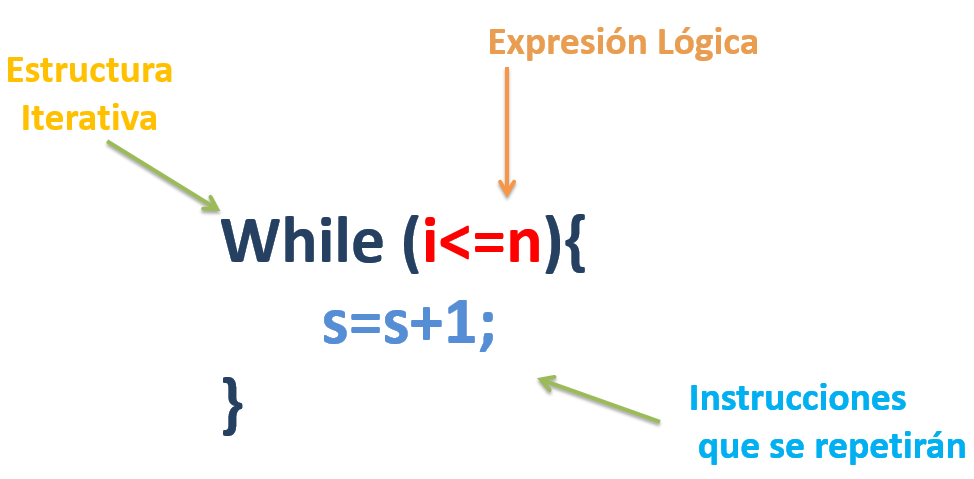 Expresión Lógica
Estructura
Iterativa
While (i<=n){
s=s+1;
}
Instrucciones
que se repetirán